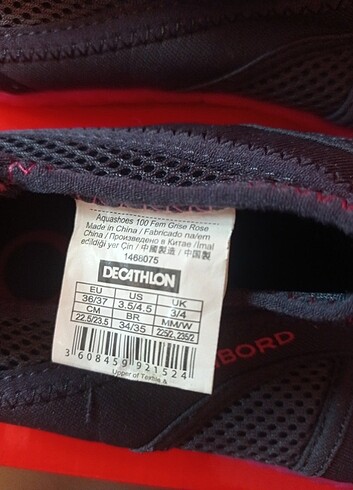 Aquashoes 100 Fem Grise Rose
Made in China / Fabricado na/em
China / Произведено в Китае / İmal
edildiği yer Çin / 中國製造 / 中国製
1468075
DECATHLON
EU US UK
36/37 3.5/4.5 3/4
CM BR MM/W
22.5/23.5 34/35 225/2, 235/2
3 608459 921524
Upper of Textile &
BORD